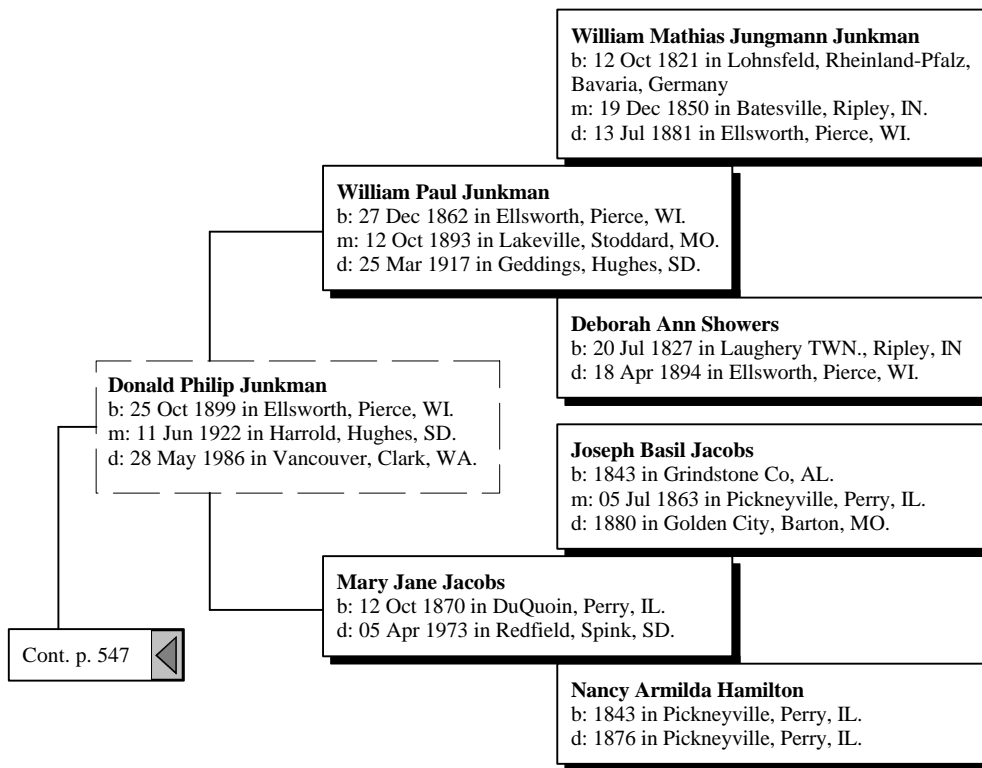 William Mathias Jungmann Junkman
b: 12 Oct 1821 in Lohnsfeld, Rheinland-Pfalz,
Bavaria, Germany
m: 19 Dec 1850 in Batesville, Ripley, IN.
d: 13 Jul 1881 in Ellsworth, Pierce, WI.
William Paul Junkman
b: 27 Dec 1862 in Ellsworth, Pierce, WI.
m: 12 Oct 1893 in Lakeville, Stoddard, MO.
d: 25 Mar 1917 in Geddings, Hughes, SD.
Deborah Ann Showers
b: 20 Jul 1827 in Laughery TWN., Ripley, IN
d: 18 Apr 1894 in Ellsworth, Pierce, WI.
Donald Philip Junkman
b: 25 Oct 1899 in Ellsworth, Pierce, WI.
m: 11 Jun 1922 in Harrold, Hughes, SD.
d: 28 May 1986 in Vancouver, Clark, WA.
Joseph Basil Jacobs
b: 1843 in Grindstone Co, AL.
m: 05 Jul 1863 in Pickneyville, Perry, IL.
d: 1880 in Golden City, Barton, MO.
Mary Jane Jacobs
b: 12 Oct 1870 in DuQuoin, Perry, IL.
d: 05 Apr 1973 in Redfield, Spink, SD.
Cont. p. 547
Nancy Armilda Hamilton
b: 1843 in Pickneyville, Perry, IL.
d: 1876 in Pickneyville, Perry, IL.